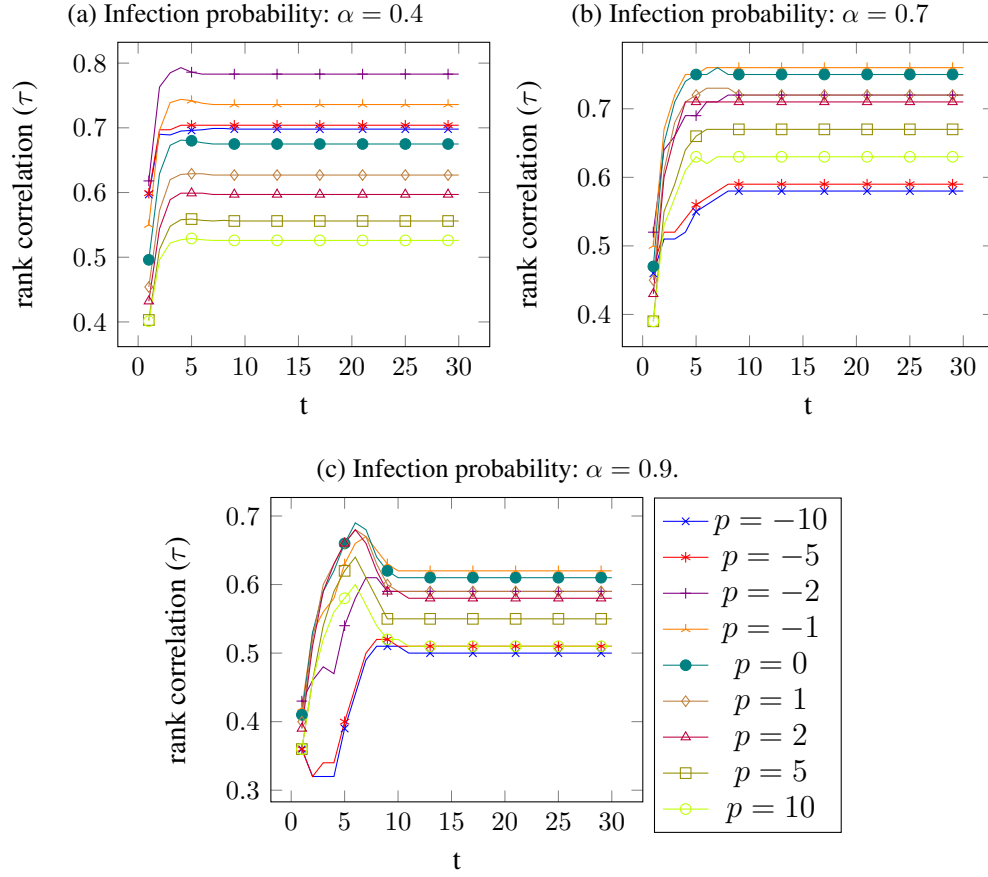 (a) Infection probability: α = 0.4
rank correlation (τ)
0.8
0.7
0.6
0.5
0.4
0 5 10 15 20 25 30
t
(b) Infection probability: α = 0.7
rank correlation (τ)
0.7
0.6
0.5
0.4
0 5 10 15 20 25 30
t
(c) Infection probability: α = 0.9.
rank correlation (τ)
0.7
0.6
0.5
0.4
0.3
0 5 10 15 20 25 30
t
p = −10
p = −5
p = −2
p = −1
p = 0
p = 1
p = 2
p = 5
p = 10